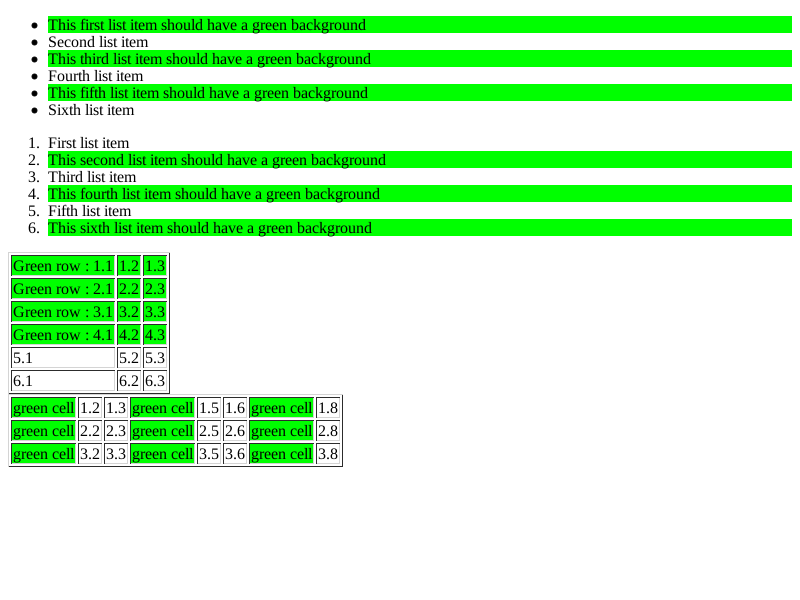 • This first list item should have a green background
• Second list item
• This third list item should have a green background
• Fourth list item
• This fifth list item should have a green background
• Sixth list item
1. First list item
2. This second list item should have a green background
3. Third list item
4. This fourth list item should have a green background
5. Fifth list item
6. This sixth list item should have a green background
Green row : 1.1 1.2 1.3
Green row : 2.1 2.2 2.3
Green row : 3.1 3.2 3.3
Green row : 4.1 4.2 4.3
5.1 5.2 5.3
6.1 6.2 6.3
green cell 1.2 1.3 green cell 1.5 1.6 green cell 1.8
green cell 2.2 2.3 green cell 2.5 2.6 green cell 2.8
green cell 3.2 3.3 green cell 3.5 3.6 green cell 3.8